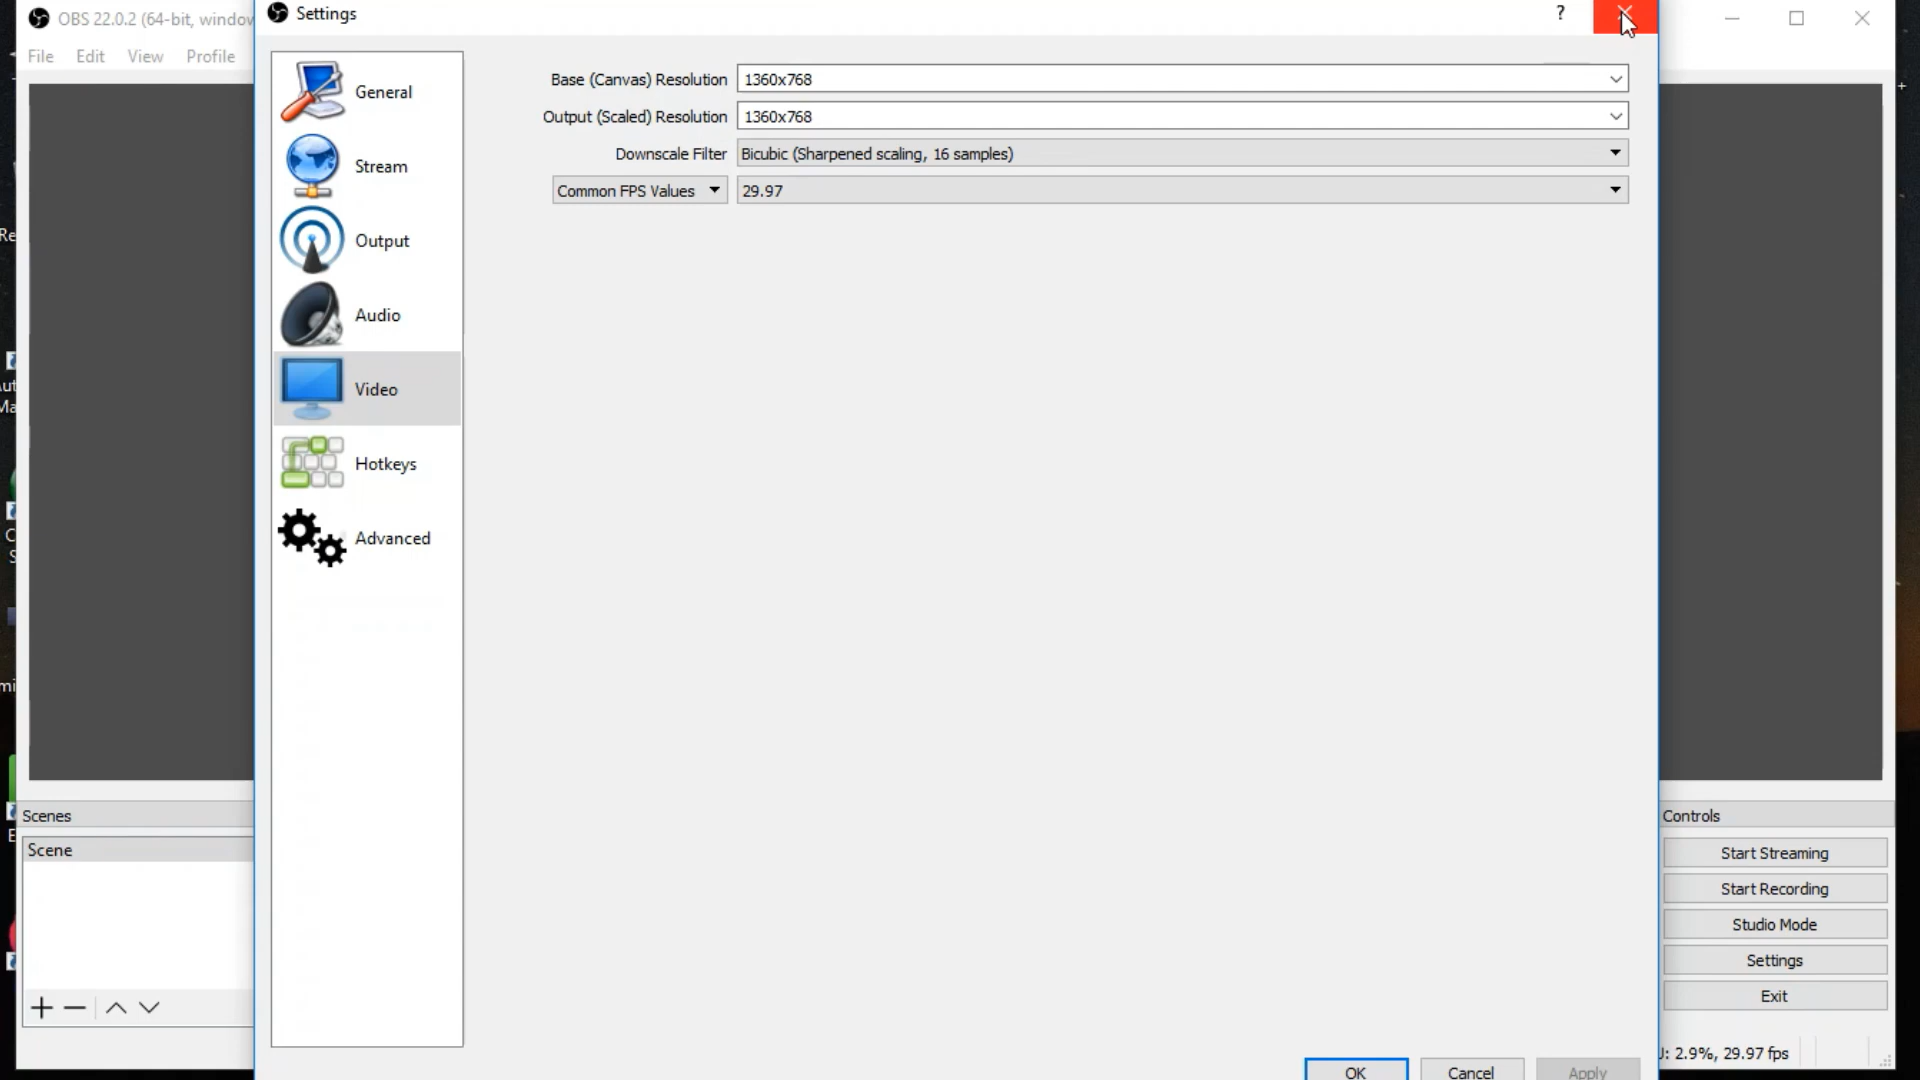 OBS 22.0.2 (64-bit, window
Settings
?
File Edit View Profile
General
Stream
Output
Audio
Video
Hotkeys
Advanced
Base (Canvas) Resolution 1360x768
Output (Scaled) Resolution 1360x768
Downscale Filter Bicubic (Sharpened scaling, 16 samples)
Common FPS Values 29.97
Scenes
Scene
Controls
Start Streaming
Start Recording
Studio Mode
Settings
Exit
OK Cancel Apply
: 2.9%, 29.97 fps